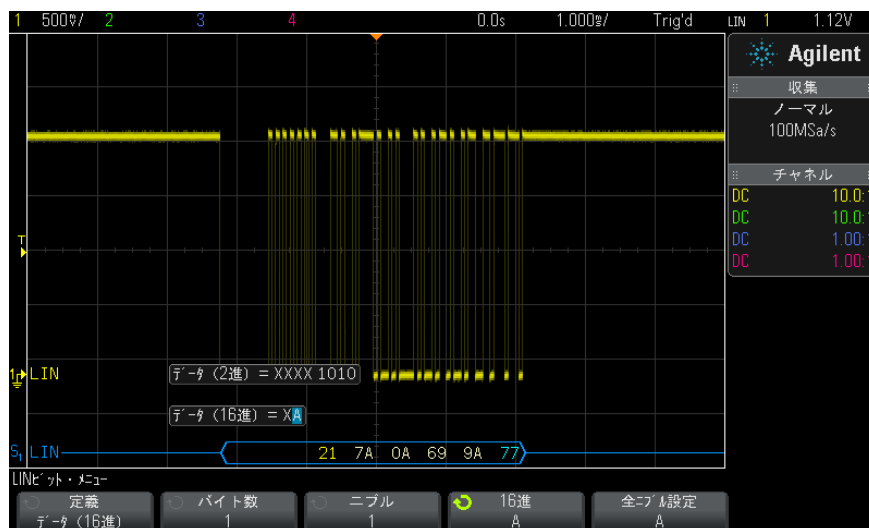 1 500㎷/ 2 3 4 0.0s 1.000㎳/ Trig'd LIN 1 1.12V
Agilent
収集
ノーマル
100MSa/s
チャネル
DC 10.0:1
DC 10.0:1
DC 1.00:1
DC 1.00:1
T
LIN
ﾃﾞｰﾀ (2進) = XXXX 1010
ﾃﾞｰﾀ (16進) = XA
S1 LIN 21 7A 0A 69 9A 77
LINﾋﾞｯﾄ・ﾒﾆｭｰ
定義 バイト数 ニブル 16進 全ﾆﾌﾞﾙ設定
ﾃﾞｰﾀ (16進) 1 1 A A